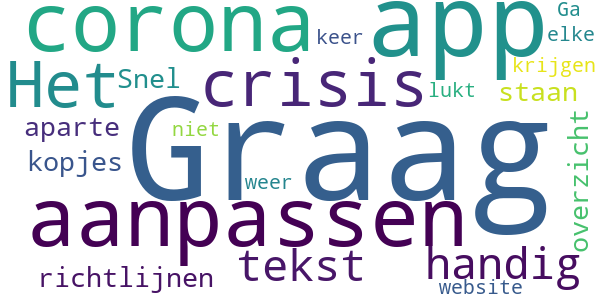 corona app Ga
keer elke
Het Snel crisis krijgen
lukt staan
aparte niet Graag
kopjes weer overzicht
aanpassen
richtlijnen tekst handig
website